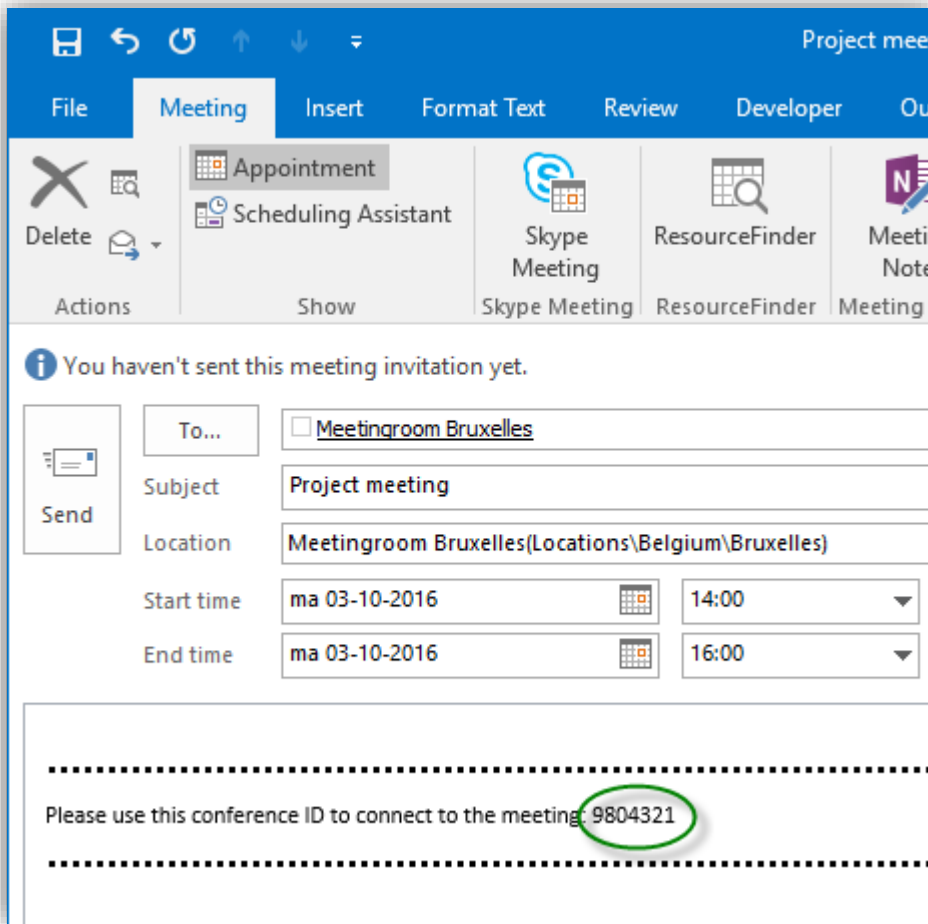 Project mee
File Meeting Insert Format Text Review Developer Ou
Appointment
Scheduling Assistant
Delete
Skype Meeting
ResourceFinder
Meeti
Note
Actions Show Skype Meeting ResourceFinder Meeting
You haven't sent this meeting invitation yet.
To... Meetingroom Bruxelles
Send
Subject Project meeting
Location Meetingroom Bruxelles(Locations\Belgium\Bruxelles)
Start time ma 03-10-2016 14:00
End time ma 03-10-2016 16:00
Please use this conference ID to connect to the meeting: 9804321